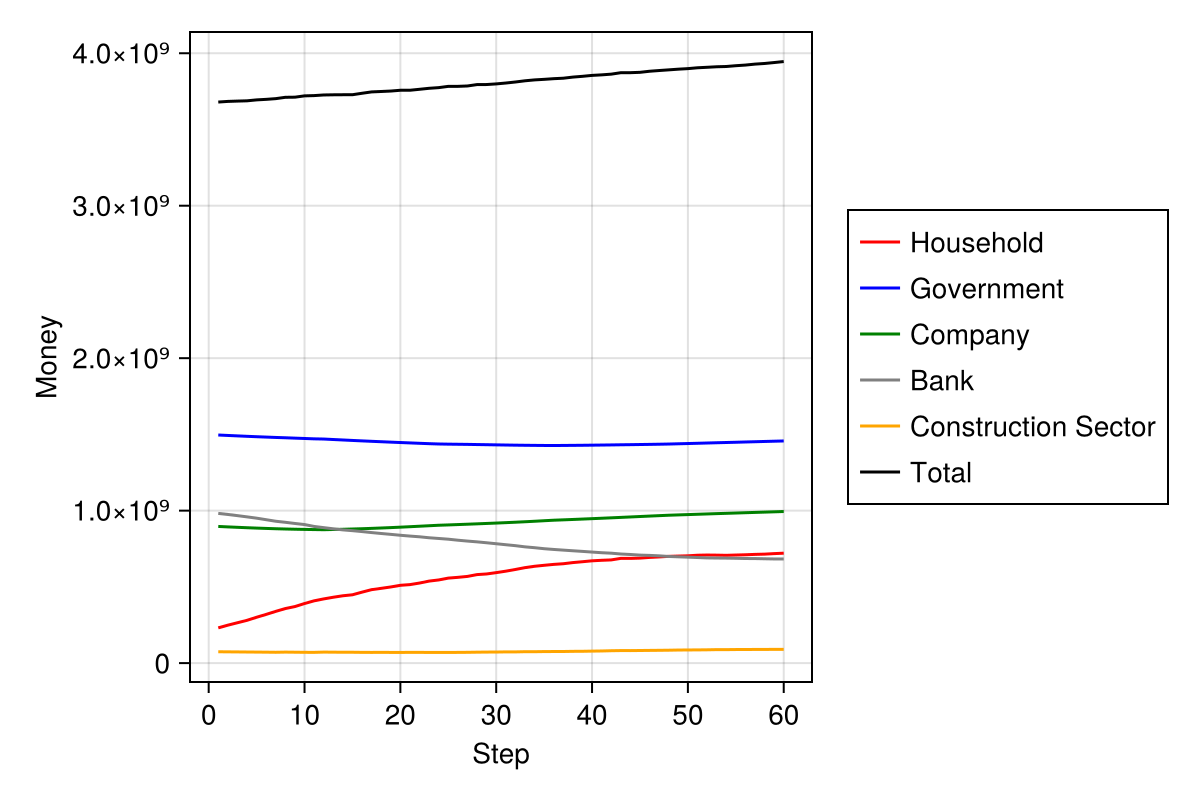 4.0×10⁹
3.0×10⁹
2.0×10⁹
1.0×10⁹
0
Money
0 10 20 30 40 50 60
Step
Household
Government
Company
Bank
Construction Sector
Total